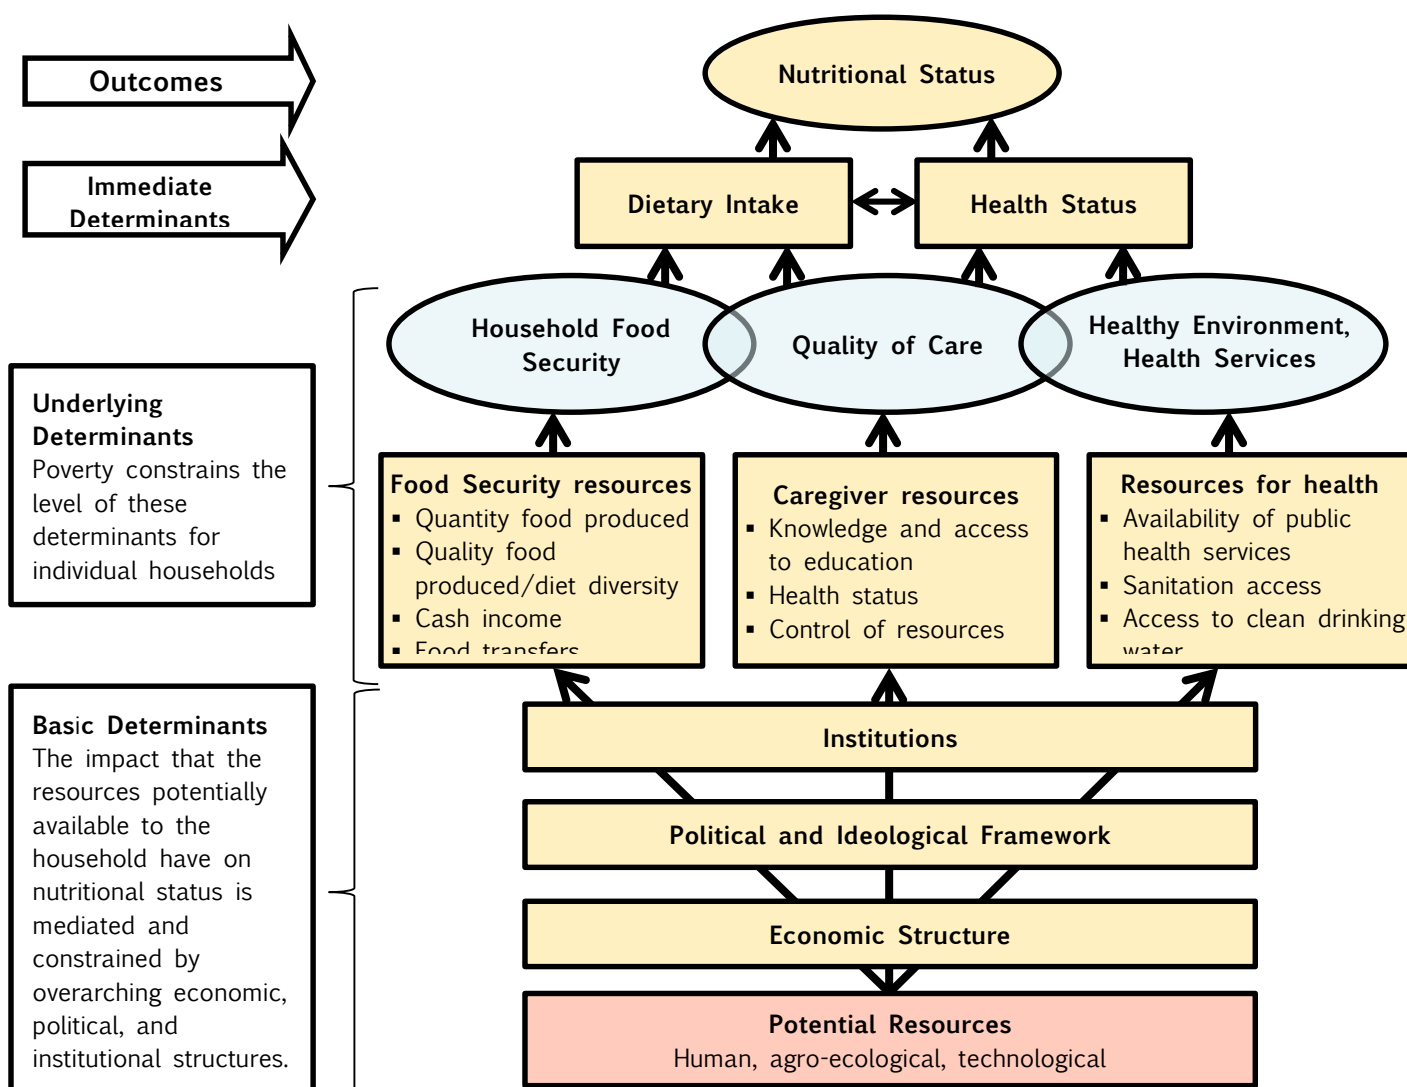 Outcomes
Nutritional Status
Immediate
Determinants
Dietary Intake
Health Status
Household Food
Security
Quality of Care
Healthy Environment,
Health Services
Underlying
Determinants
Poverty constrains the
level of these
determinants for
individual households
Food Security resources
▪ Quantity food produced
▪ Quality food
produced/diet diversity
▪ Cash income
▪ Food transfers
Caregiver resources
▪ Knowledge and access
to education
▪ Health status
▪ Control of resources
Resources for health
▪ Availability of public
health services
▪ Sanitation access
▪ Access to clean drinking
water
Basic Determinants
The impact that the
resources potentially
available to the
household have on
nutritional status is
mediated and
constrained by
overarching economic,
political, and
institutional structures.
Institutions
Political and Ideological Framework
Economic Structure
Potential Resources
Human, agro-ecological, technological